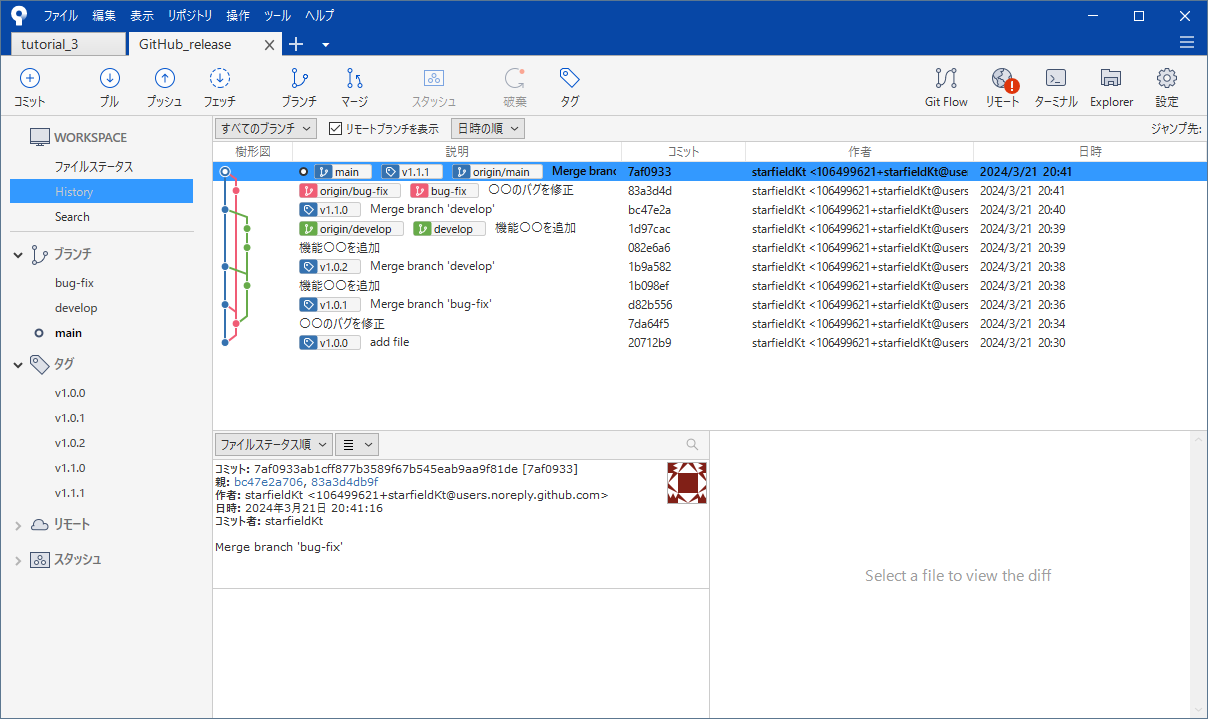 ファイル 編集 表示 リポジトリ 操作 ツール ヘルプ
tutorial_3 GitHub_release
コミット プル プッシュ フェッチ ブランチ マージ スタッシュ 破棄 タグ Git Flow リモート ターミナル Explorer 設定
WORKSPACE
ファイルステータス
History
Search
ブランチ
bug-fix
develop
main
タグ
v1.0.0
v1.0.1
v1.0.2
v1.1.0
v1.1.1
リモート
スタッシュ
すべてのブランチ リモートブランチを表示 日時の順 ジャンプ先:
樹形図 説明 コミット 作者 日時
main v1.1.1 origin/main Merge branc 7af0933 starfieldKt <106499621+starfieldKt@use 2024/3/21 20:41
origin/bug-fix bug-fix 〇〇のバグを修正 83a3d4d starfieldKt <106499621+starfieldKt@users 2024/3/21 20:41
v1.1.0 Merge branch 'develop' bc47e2a starfieldKt <106499621+starfieldKt@users 2024/3/21 20:40
origin/develop develop 機能〇〇を追加 1d97cac starfieldKt <106499621+starfieldKt@users 2024/3/21 20:39
機能〇〇を追加 082e6a6 starfieldKt <106499621+starfieldKt@users 2024/3/21 20:39
v1.0.2 Merge branch 'develop' 1b9a582 starfieldKt <106499621+starfieldKt@users 2024/3/21 20:38
機能〇〇を追加 1b098ef starfieldKt <106499621+starfieldKt@users 2024/3/21 20:38
v1.0.1 Merge branch 'bug-fix' d82b556 starfieldKt <106499621+starfieldKt@users 2024/3/21 20:36
〇〇のバグを修正 7da64f5 starfieldKt <106499621+starfieldKt@users 2024/3/21 20:34
v1.0.0 add file 20712b9 starfieldKt <106499621+starfieldKt@users 2024/3/21 20:30
ファイルステータス順
コミット: 7af0933ab1cff877b3589f67b545eab9aa9f81de [7af0933]
親: bc47e2a706, 83a3d4db9f
作者: starfieldKt <106499621+starfieldKt@users.noreply.github.com>
日時: 2024年3月21日 20:41:16
コミット者: starfieldKt
Merge branch 'bug-fix'
Select a file to view the diff